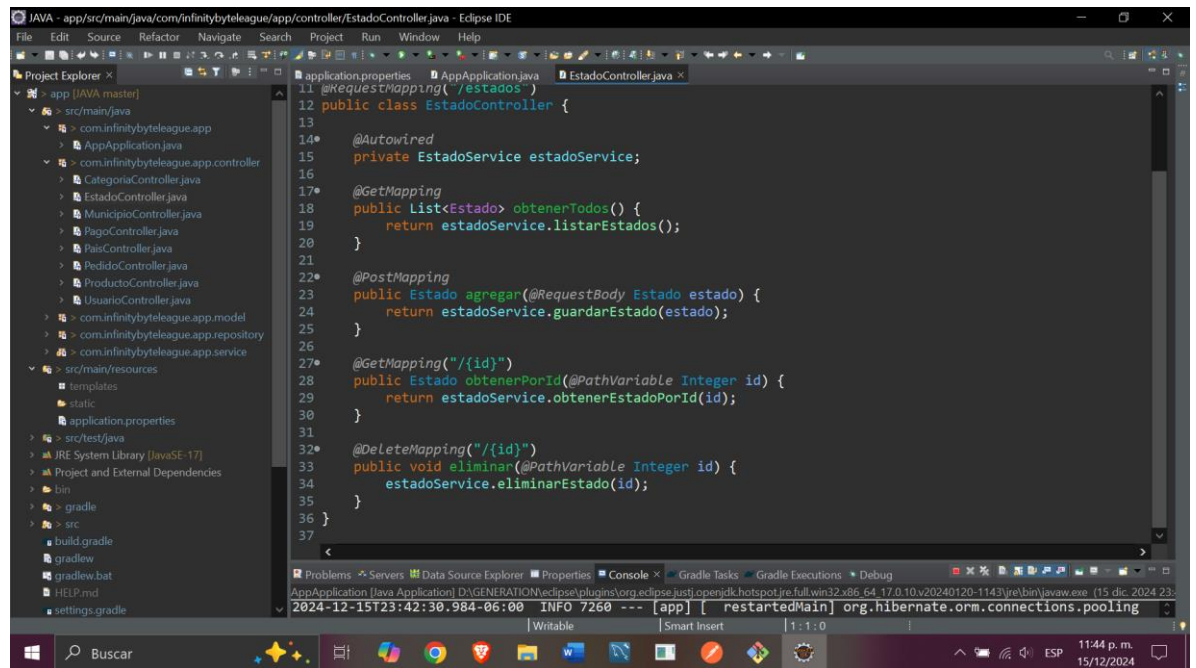 JAVA - app/src/main/java/com/infinitybyteleague/app/controller/EstadoController.java - Eclipse IDE
File Edit Source Refactor Navigate Search Project Run Window Help
Project Explorer
application.properties AppApplication.java EstadoController.java
> app [JAVA master]
> src/main/java
> com.infinitybyteleague.app
> AppApplication.java
> com.infinitybyteleague.app.controller
> CategoriaController.java
> EstadoController.java
> MunicipioController.java
> PagoController.java
> PaisController.java
> PedidoController.java
> ProductoController.java
> UsuarioController.java
> com.infinitybyteleague.app.model
> com.infinitybyteleague.app.repository
> com.infinitybyteleague.app.service
> src/main/resources
templates
static
application.properties
> src/test/java
> JRE System Library [JavaSE-17]
> Project and External Dependencies
> bin
> gradle
> src
build.gradle
gradlew
gradlew.bat
HELP.md
settings.gradle
11 @RequestMapping("/estados")
12 public class EstadoController {
13
14 @Autowired
15 private EstadoService estadoService;
16
17 @GetMapping
18 public List<Estado> obtenerTodos() {
19 return estadoService.listarEstados();
20 }
21
22 @PostMapping
23 public Estado agregar(@RequestBody Estado estado) {
24 return estadoService.guardarEstado(estado);
25 }
26
27 @GetMapping("/{id}")
28 public Estado obtenerPorId(@PathVariable Integer id) {
29 return estadoService.obtenerEstadoPorId(id);
30 }
31
32 @DeleteMapping("/{id}")
33 public void eliminar(@PathVariable Integer id) {
34 estadoService.eliminarEstado(id);
35 }
36 }
37
Problems Servers Data Source Explorer Properties Console Gradle Tasks Gradle Executions Debug
AppApplication [Java Application] D:\GENERATION\eclipse\plugins\org.eclipse.justj.openjdk.hotspot.jre.full.win32.x86_64_17.0.10.v20240120-1143\jre\bin\javaw.exe (15 dic. 2024 23:
2024-12-15T23:42:30.984-06:00 INFO 7260 --- [app] [ restartedMain] org.hibernate.orm.connections.pooling
Writable Smart Insert 1 : 1 : 0
Buscar
ESP
11:44 p. m.
15/12/2024